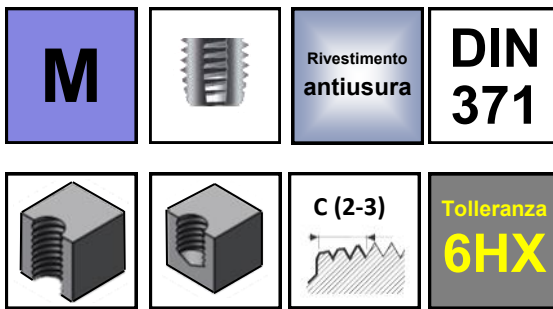 M
Rivestimento
antiusura
DIN
371
C (2-3)
Tolleranza
6HX